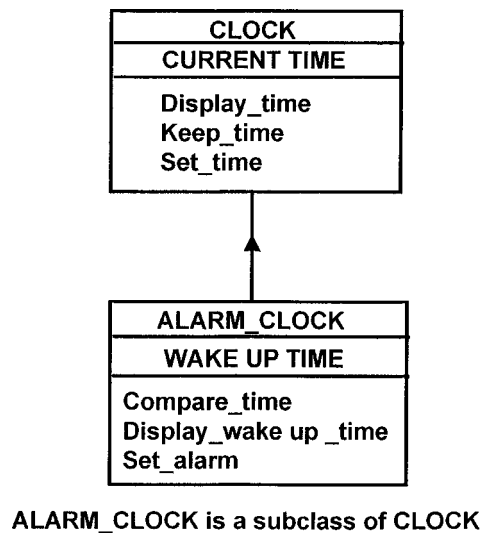 CLOCK
CURRENT TIME
Display_time
Keep_time
Set_time
ALARM_CLOCK
WAKE UP TIME
Compare_time
Display_wake up _time
Set_alarm
ALARM_CLOCK is a subclass of CLOCK